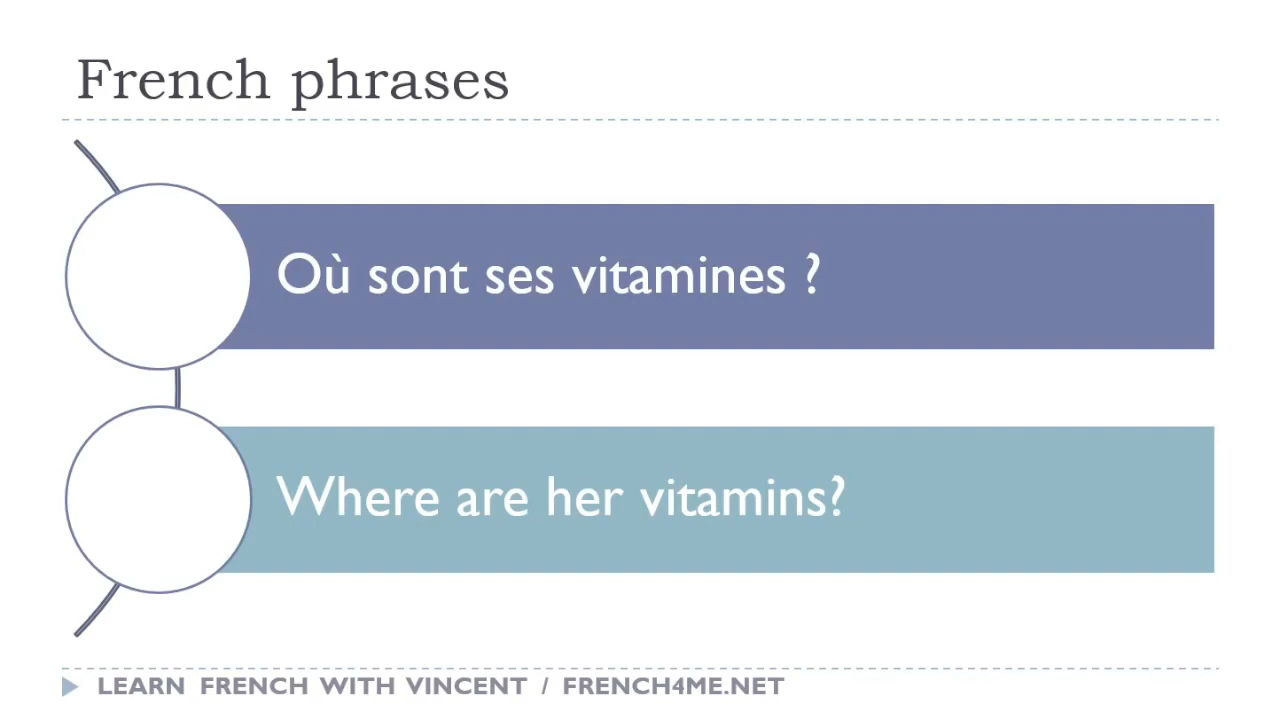 French phrases
Où sont ses vitamines ?
Where are her vitamins?
LEARN FRENCH WITH VINCENT / FRENCH4ME.NET